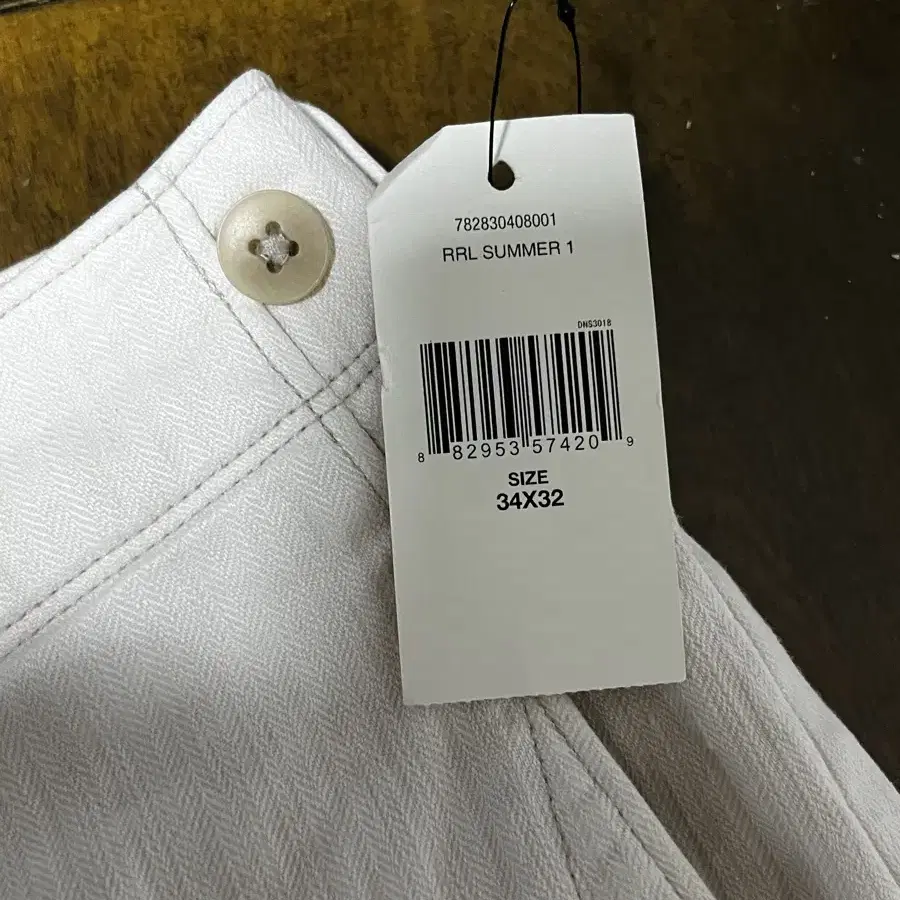 782830408001
RRL SUMMER 1
DNS3018
8 82953 57420 9
SIZE
34X32